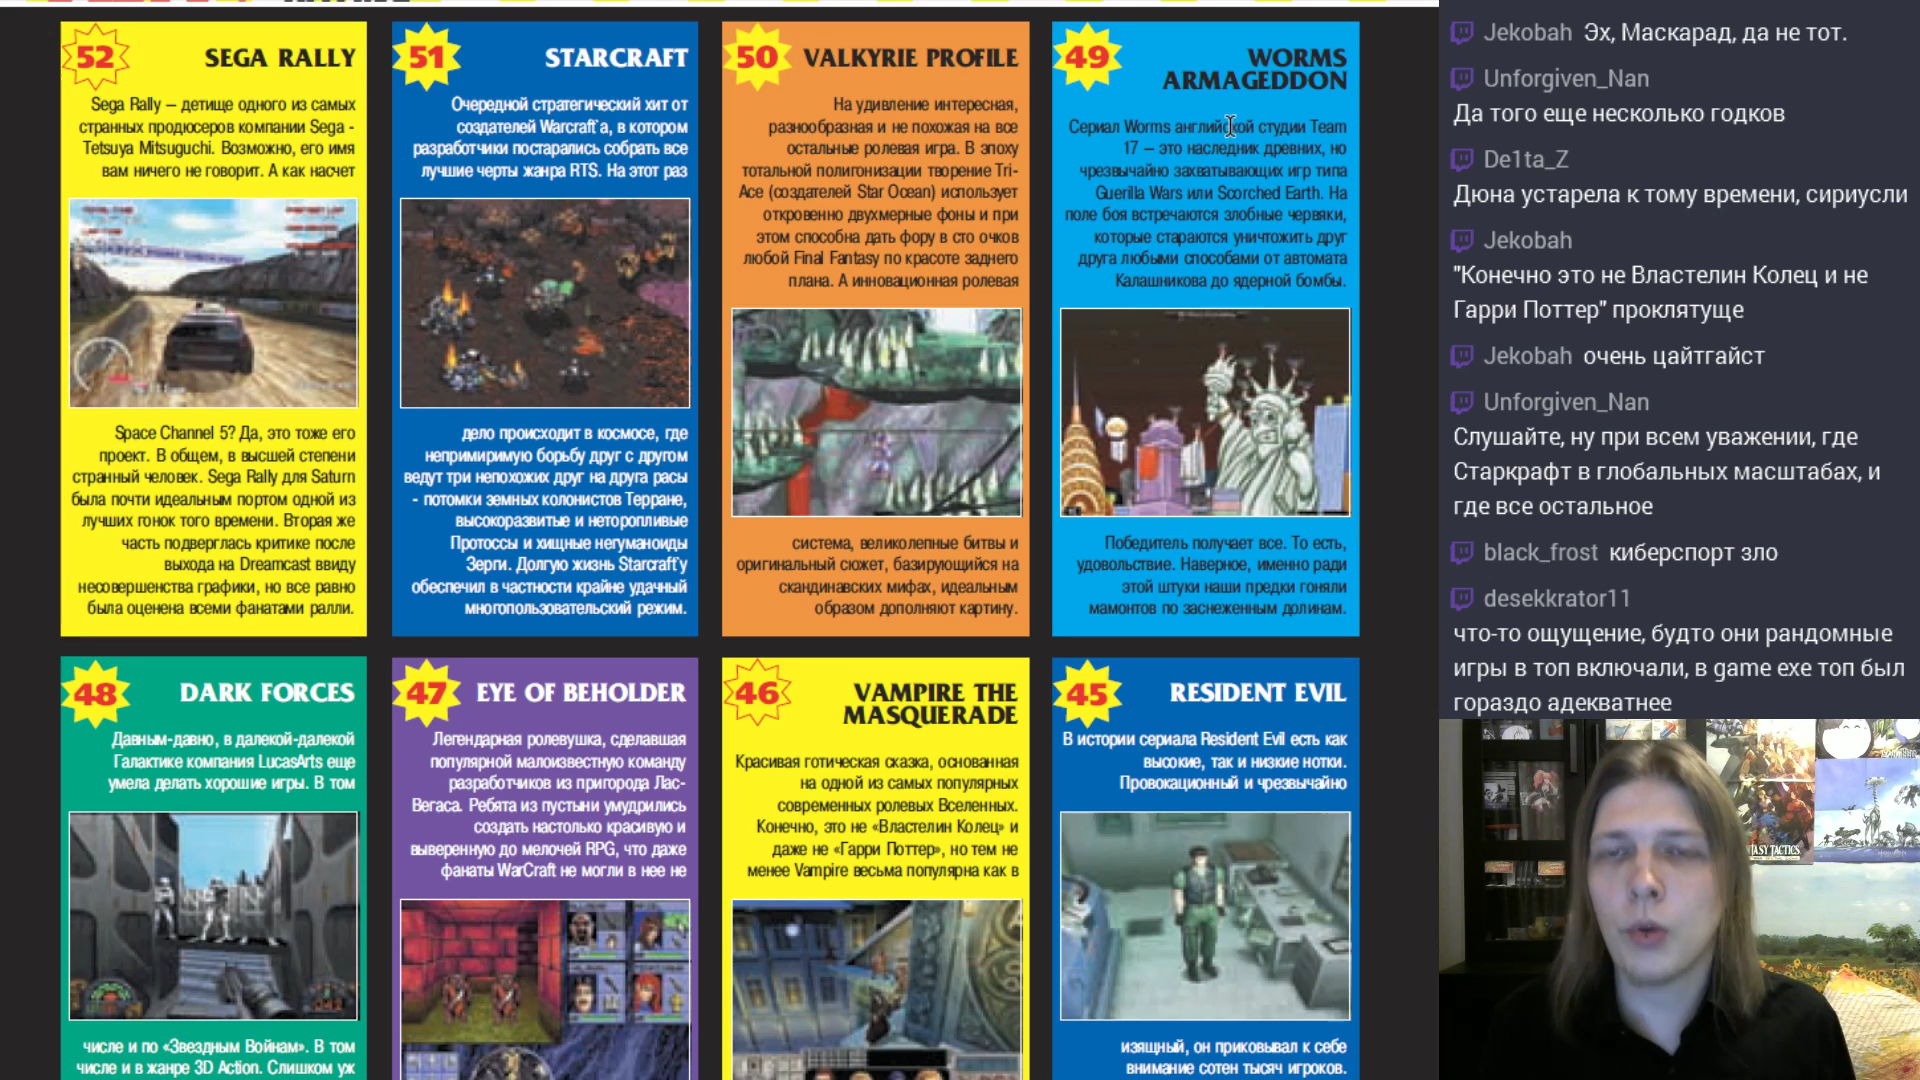 52
SEGA RALLY
Sega Rally – детище одного из самых
странных продюсеров компании Sega -
Tetsuya Mitsuguchi. Возможно, его имя
вам ничего не говорит. А как насчет
Space Channel 5? Да, это тоже его
проект. В общем, в высшей степени
странный человек. Sega Rally для Saturn
была почти идеальным портом одной из
лучших гонок того времени. Вторая же
часть подверглась критике после
выхода на Dreamcast ввиду
несовершенства графики, но все равно
была оценена всеми фанатами ралли.
51
STARCRAFT
Очередной стратегический хит от
создателей Warcraft`а, в котором
разработчики постарались собрать все
лучшие черты жанра RTS. На этот раз
дело происходит в космосе, где
непримиримую борьбу друг с другом
ведут три непохожих друг на друга расы
- потомки земных колонистов Терране,
высокоразвитые и неторопливые
Протоссы и хищные негуманоиды
Зерги. Долгую жизнь Starcraft`у
обеспечил в частности крайне удачный
многопользовательский режим.
50
VALKYRIE PROFILE
На удивление интересная,
разнообразная и не похожая на все
остальные ролевая игра. В эпоху
тотальной полигонизации творение Tri-
Ace (создателей Star Ocean) использует
откровенно двухмерные фоны и при
этом способна дать фору в сто очков
любой Final Fantasy по красоте заднего
плана. А инновационная ролевая
система, великолепные битвы и
оригинальный сюжет, базирующийся на
скандинавских мифах, идеальным
образом дополняют картину.
49
WORMS
ARMAGEDDON
Сериал Worms английской студии Team
17 – это наследник древних, но
чрезвычайно захватывающих игр типа
Guerilla Wars или Scorched Earth. На
поле боя встречаются злобные червяки,
которые стараются уничтожить друг
друга любыми способами от автомата
Калашникова до ядерной бомбы.
Победитель получает все. То есть,
удовольствие. Наверное, именно ради
этой штуки наши предки гоняли
мамонтов по заснеженным долинам.
48
DARK FORCES
Давным-давно, в далекой-далекой
Галактике компания LucasArts еще
умела делать хорошие игры. В том
числе и по «Звездным Войнам». В том
числе и в жанре 3D Action. Слишком уж
47
EYE OF BEHOLDER
Легендарная ролевушка, сделавшая
популярной малоизвестную команду
разработчиков из пригорода Лас-
Вегаса. Ребята из пустыни умудрились
создать настолько красивую и
выверенную до мелочей RPG, что даже
фанаты WarCraft не могли в нее не
46
VAMPIRE THE
MASQUERADE
Красивая готическая сказка, основанная
на одной из самых популярных
современных ролевых Вселенных.
Конечно, это не «Властелин Колец» и
даже не «Гарри Поттер», но тем не
менее Vampire весьма популярна как в
45
RESIDENT EVIL
В истории сериала Resident Evil есть как
высокие, так и низкие нотки.
Провокационный и чрезвычайно
изящный, он приковывал к себе
внимание сотен тысяч игроков.
Jekobah Эх, Маскарад, да не тот.
Unforgiven_Nan
Да того еще несколько годков
De1ta_Z
Дюна устарела к тому времени, сириусли
Jekobah
"Конечно это не Властелин Колец и не
Гарри Поттер" проклятуще
Jekobah очень цайтгайст
Unforgiven_Nan
Слушайте, ну при всем уважении, где
Старкрафт в глобальных масштабах, и
где все остальное
black_frost киберспорт зло
desekkrator11
что-то ощущение, будто они рандомные
игры в топ включали, в game exe топ был
гораздо адекватнее